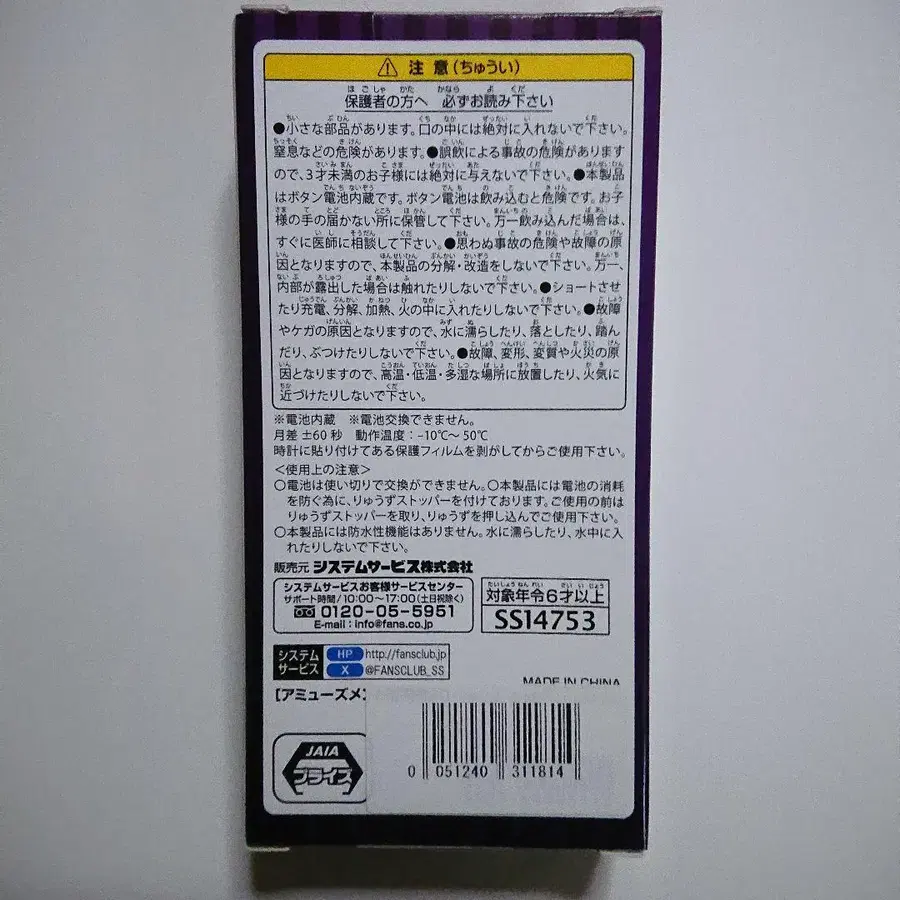 ⚠ 注意(ちゅうい)
保護者の方へ 必ずお読み下さい
●小さな部品があります。口の中には絶対に入れないで下さい。
窒息などの危険があります。●誤飲による事故の危険があります
ので、3才未満のお子様には絶対に与えないで下さい。●本製品
はボタン電池内蔵です。ボタン電池は飲み込むと危険です。お子
様の手の届かない所に保管して下さい。万一飲み込んだ場合は、
すぐに医師に相談して下さい。●思わぬ事故の危険や故障の原
因となりますので、本製品の分解・改造をしないで下さい。万一、
内部が露出した場合は触れたりしないで下さい。●ショートさせ
たり充電、分解、加熱、火の中に入れたりしないで下さい。●故障
やケガの原因となりますので、水に濡らしたり、落としたり、踏ん
だり、ぶつけたりしないで下さい。●故障、変形、変質や火災の原
因となりますので、高温・低温・多湿な場所に放置したり、火気に
近づけたりしないで下さい。
※電池内蔵 ※電池交換できません。
月差±60秒 動作温度:−10℃〜50℃
時計に貼り付けてある保護フィルムを剥がしてからご使用下さい。
<使用上の注意>
○電池は使い切りで交換ができません。○本製品には電池の消耗
を防ぐ為に、りゅうずストッパーを付けております。ご使用の前は
りゅうずストッパーを取り、りゅうずを押し込んでご使用下さい。
○本製品には防水性機能はありません。水に濡らしたり、水中に入
れたりしないで下さい。
販売元 システムサービス株式会社
システムサービスお客様サービスセンター
サポート時間/10:00〜17:00(土日祝除く)
0120-05-5951
E-mail:info@fans.co.jp
対象年令6才以上
SS14753
システムサービス
HP http://fansclub.jp
X @FANSCLUB_SS
MADE IN CHINA
【アミューズメ
JAIA
プライズ
0 051240 311814